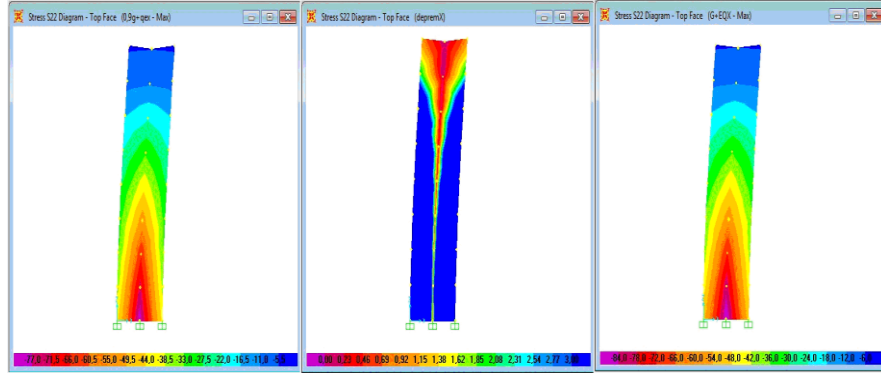 Stress S22 Diagram - Top Face (0,9g+qex - Max)
-77,0 -71,5 -66,0 -60,5 -55,0 -49,5 -44,0 -38,5 -33,0 -27,5 -22,0 -16,5 -11,0 -5,5
Stress S22 Diagram - Top Face (depremX)
0,00 0,23 0,46 0,69 0,92 1,15 1,38 1,62 1,85 2,08 2,31 2,54 2,77
Stress S22 Diagram - Top Face (G+EQX - Max)
-84,0 -78,0 -72,0 -66,0 -60,0 -54,0 -48,0 -42,0 -36,0 -30,0 -24,0 -18,0 -12,0 -6,0